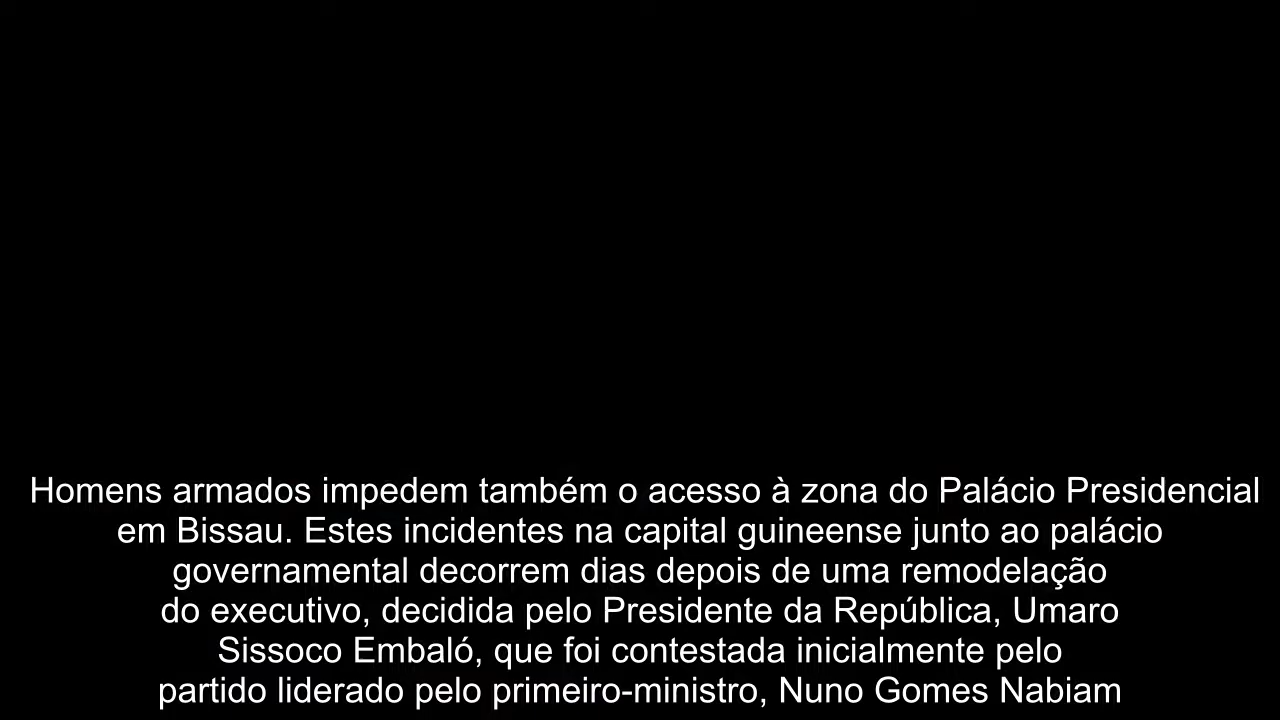 Homens armados impedem também o acesso à zona do Palácio Presidencial
em Bissau. Estes incidentes na capital guineense junto ao palácio
governamental decorrem dias depois de uma remodelação
do executivo, decidida pelo Presidente da República, Umaro
Sissoco Embaló, que foi contestada inicialmente pelo
partido liderado pelo primeiro-ministro, Nuno Gomes Nabiam